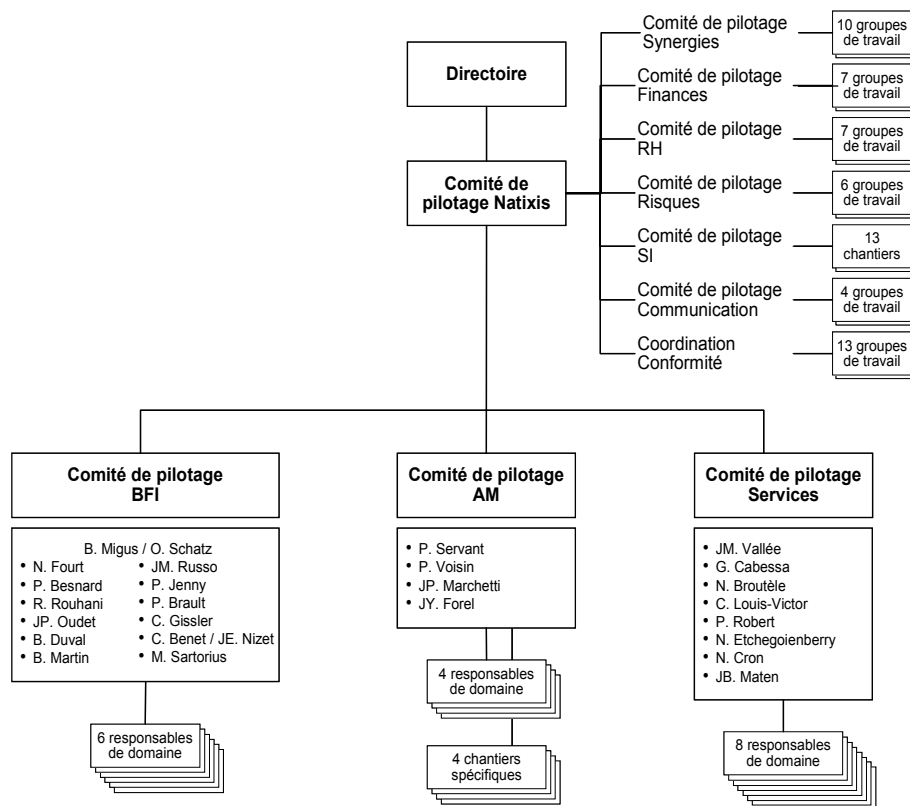 Directoire
Comité de
pilotage Natixis
Comité de pilotage
Synergies
10 groupes
de travail
Comité de pilotage
Finances
7 groupes
de travail
Comité de pilotage
RH
7 groupes
de travail
Comité de pilotage
Risques
6 groupes
de travail
Comité de pilotage
SI
13
chantiers
Comité de pilotage
Communication
4 groupes
de travail
Coordination
Conformité
13 groupes
de travail
Comité de pilotage
BFI
B. Migus / O. Schatz
• N. Fourt
• P. Besnard
• R. Rouhani
• JP. Oudet
• B. Duval
• B. Martin
• JM. Russo
• P. Jenny
• P. Brault
• C. Gissler
• C. Benet / JE. Nizet
• M. Sartorius
6 responsables
de domaine
Comité de pilotage
AM
• P. Servant
• P. Voisin
• JP. Marchetti
• JY. Forel
4 responsables
de domaine
4 chantiers
spécifiques
Comité de pilotage
Services
• JM. Vallée
• G. Cabessa
• N. Broutèle
• C. Louis-Victor
• P. Robert
• N. Etchegoienberry
• N. Cron
• JB. Maten
8 responsables
de domaine